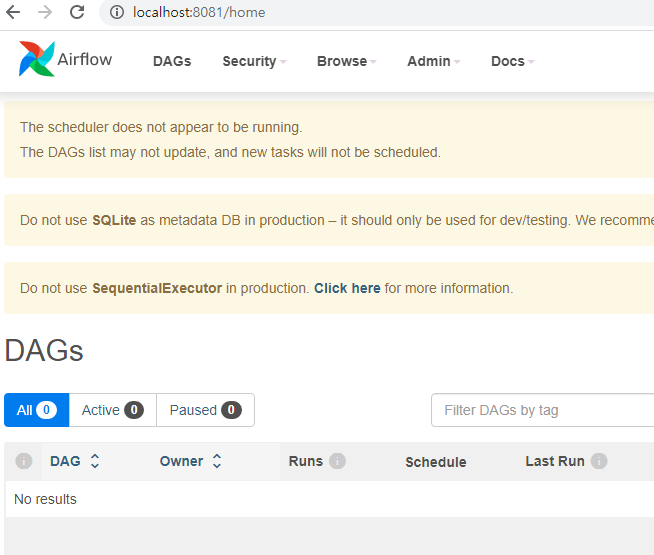 localhost:8081/home
Airflow DAGs Security Browse Admin Docs
The scheduler does not appear to be running.
The DAGs list may not update, and new tasks will not be scheduled.
Do not use SQLite as metadata DB in production – it should only be used for dev/testing. We recomme
Do not use SequentialExecutor in production. Click here for more information.
DAGs
All 0 Active 0 Paused 0 Filter DAGs by tag
DAG Owner Runs Schedule Last Run
No results